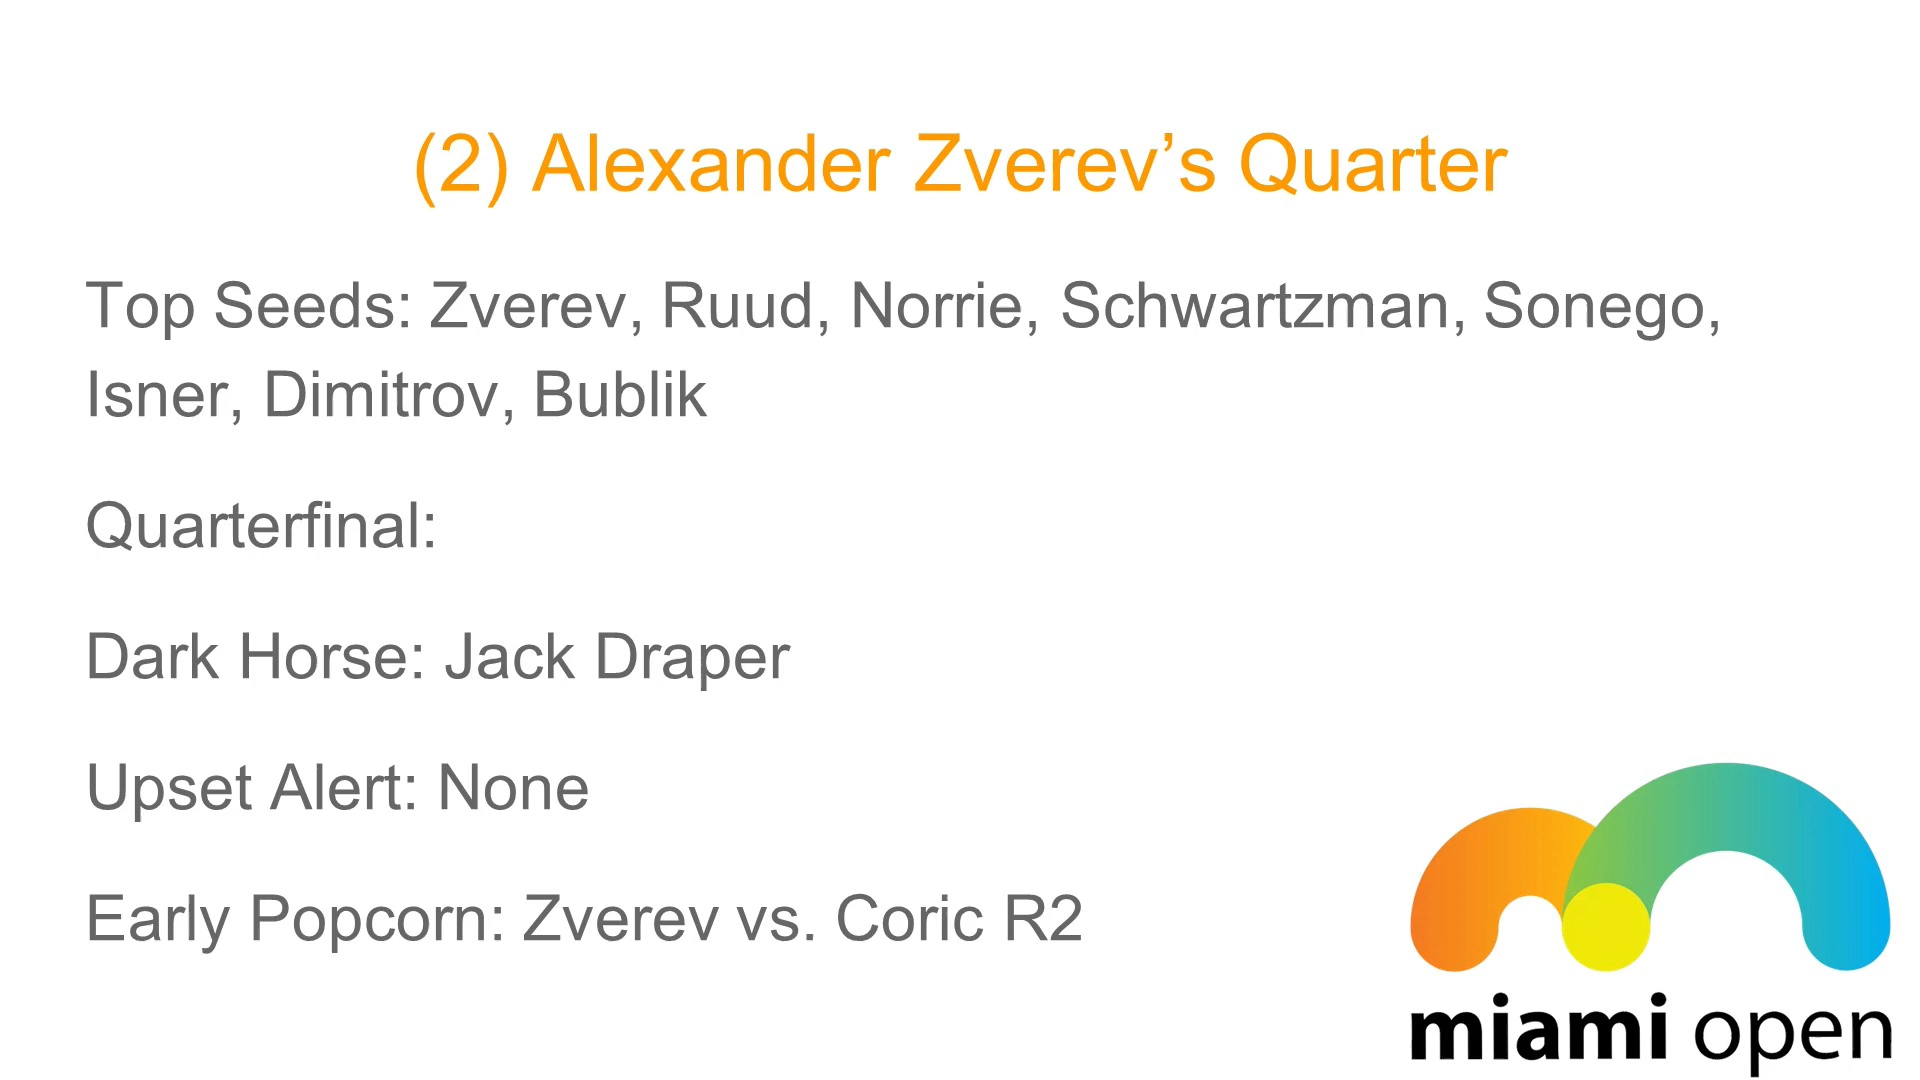 (2) Alexander Zverev’s Quarter
Top Seeds: Zverev, Ruud, Norrie, Schwartzman, Sonego,
Isner, Dimitrov, Bublik
Quarterfinal:
Dark Horse: Jack Draper
Upset Alert: None
Early Popcorn: Zverev vs. Coric R2
miami open